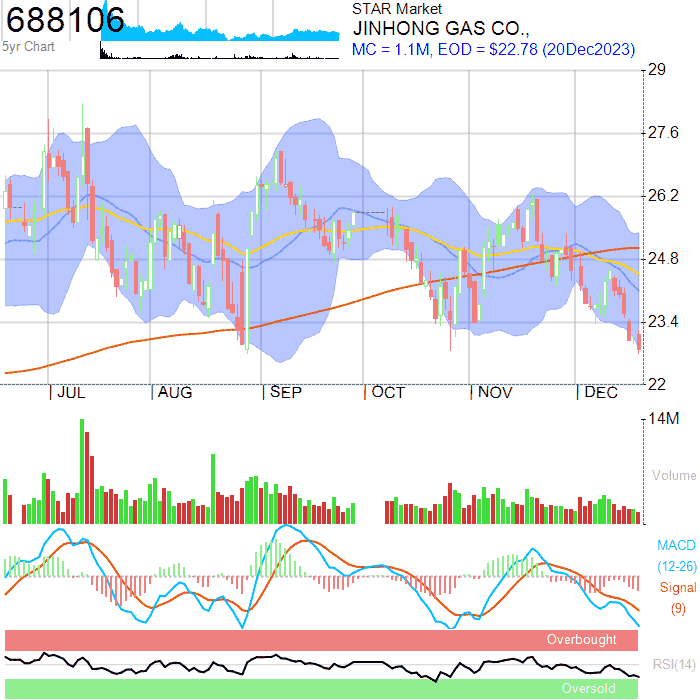 688106
5yr Chart
STAR Market
JINHONG GAS CO.,
MC = 1.1M, EOD = $22.78 (20Dec2023)
29
27.6
26.2
24.8
23.4
22
JUL AUG SEP OCT NOV DEC
14M
Volume
MACD
(12-26)
Signal
(9)
Overbought
RSI(14)
Oversold